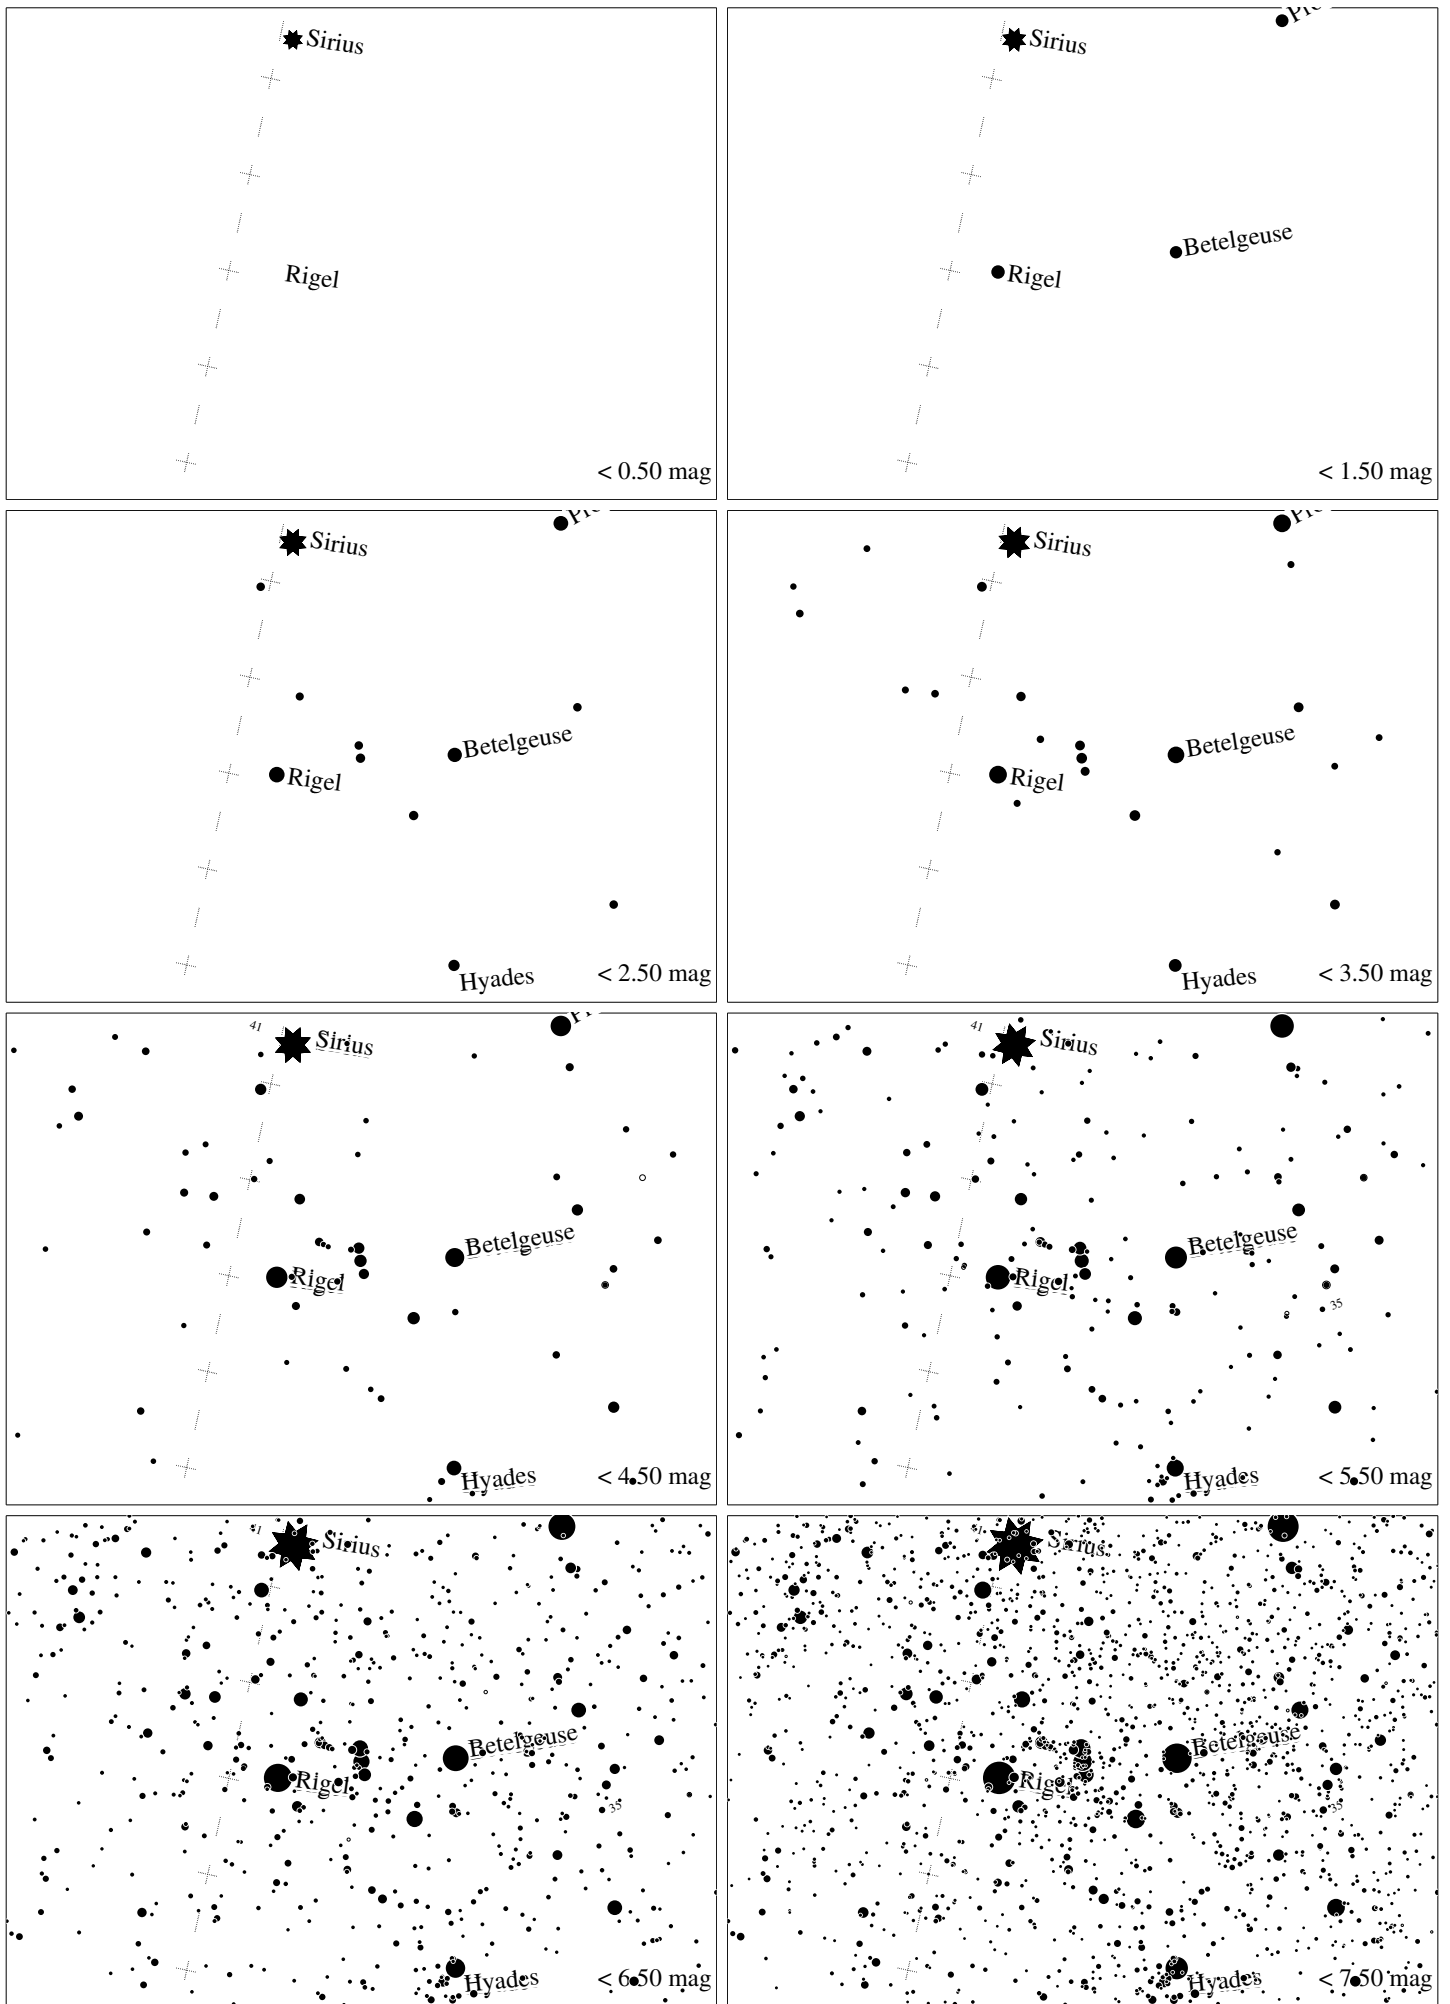 Sirius
Rigel
< 0.50 mag
Sirius
Betelgeuse
Rigel
< 1.50 mag
Sirius
Betelgeuse
Rigel
Hyades
< 2.50 mag
Sirius
Betelgeuse
Rigel
Hyades
< 3.50 mag
41
Sirius
Betelgeuse
Rigel
Hyades
< 4.50 mag
41
Sirius
Betelgeuse
Rigel
35
Hyades
< 5.50 mag
41
Sirius
Betelgeuse
Rigel
35
Hyades
< 6.50 mag
Sirius
Betelgeuse
Rigel
35
Hyades
< 7.50 mag